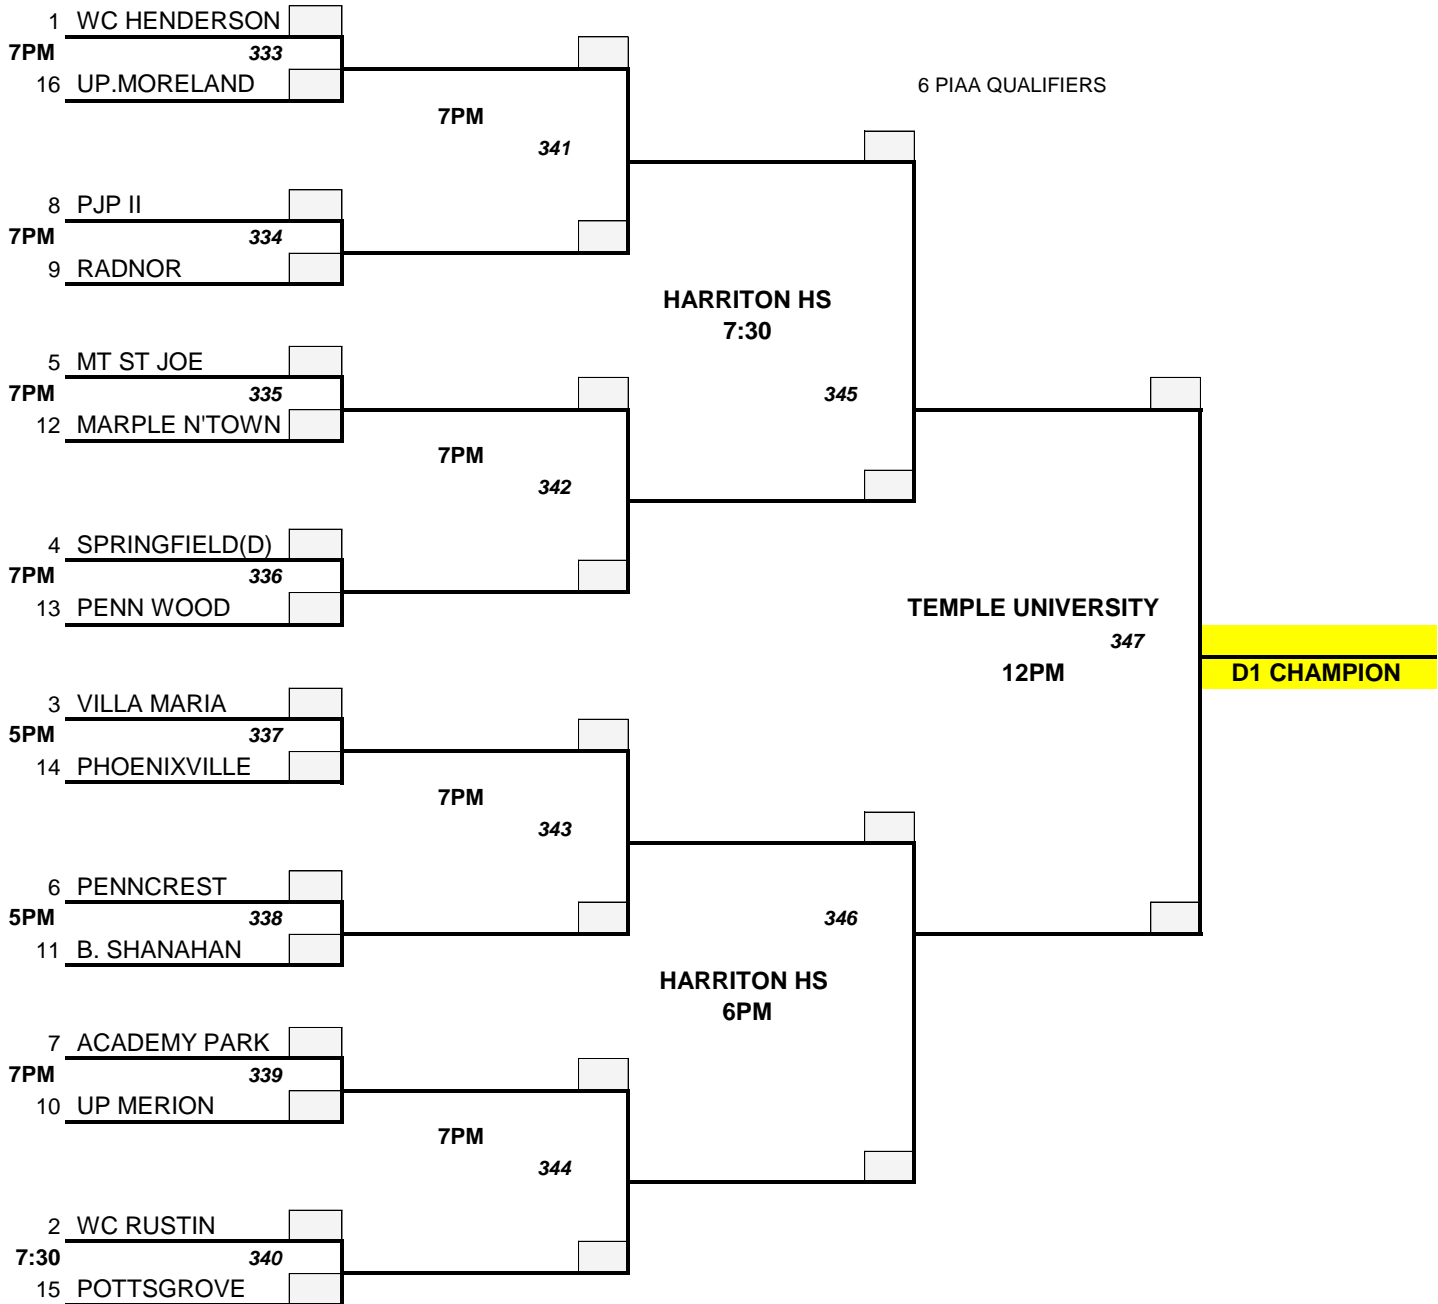 1 WC HENDERSON
7PM 333
16 UP.MORELAND
6 PIAA QUALIFIERS
7PM
341
8 PJP II
7PM 334
9 RADNOR
HARRITON HS
7:30
5 MT ST JOE
7PM 335
345
12 MARPLE N'TOWN
7PM
342
4 SPRINGFIELD(D)
7PM 336
13 PENN WOOD
TEMPLE UNIVERSITY
347
12PM
D1 CHAMPION
3 VILLA MARIA
5PM 337
14 PHOENIXVILLE
7PM
343
6 PENNCREST
5PM 338
346
11 B. SHANAHAN
HARRITON HS
6PM
7 ACADEMY PARK
7PM 339
10 UP MERION
7PM
344
2 WC RUSTIN
7:30 340
15 POTTSGROVE